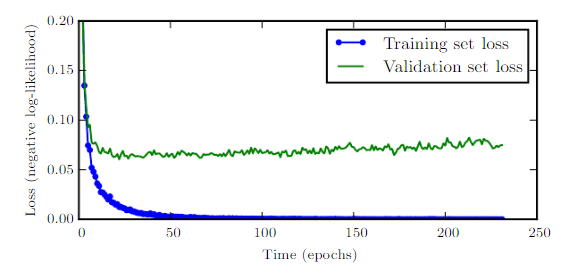 0.20
0.15
0.10
0.05
0.00
Loss (negative log-likelihood)
Training set loss
Validation set loss
0 50 100 150 200 250
Time (epochs)